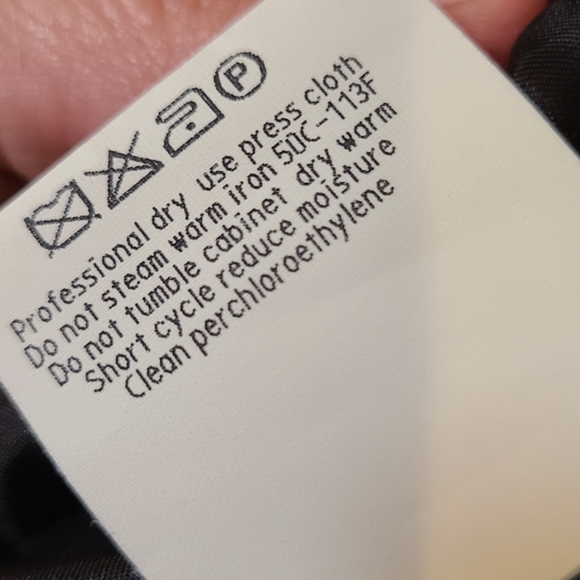 P
Professional dry use press cloth
Do not steam warm iron 50C-113F
Do not tumble cabinet dry warm
Short cycle reduce moisture
Clean perchloroethylene